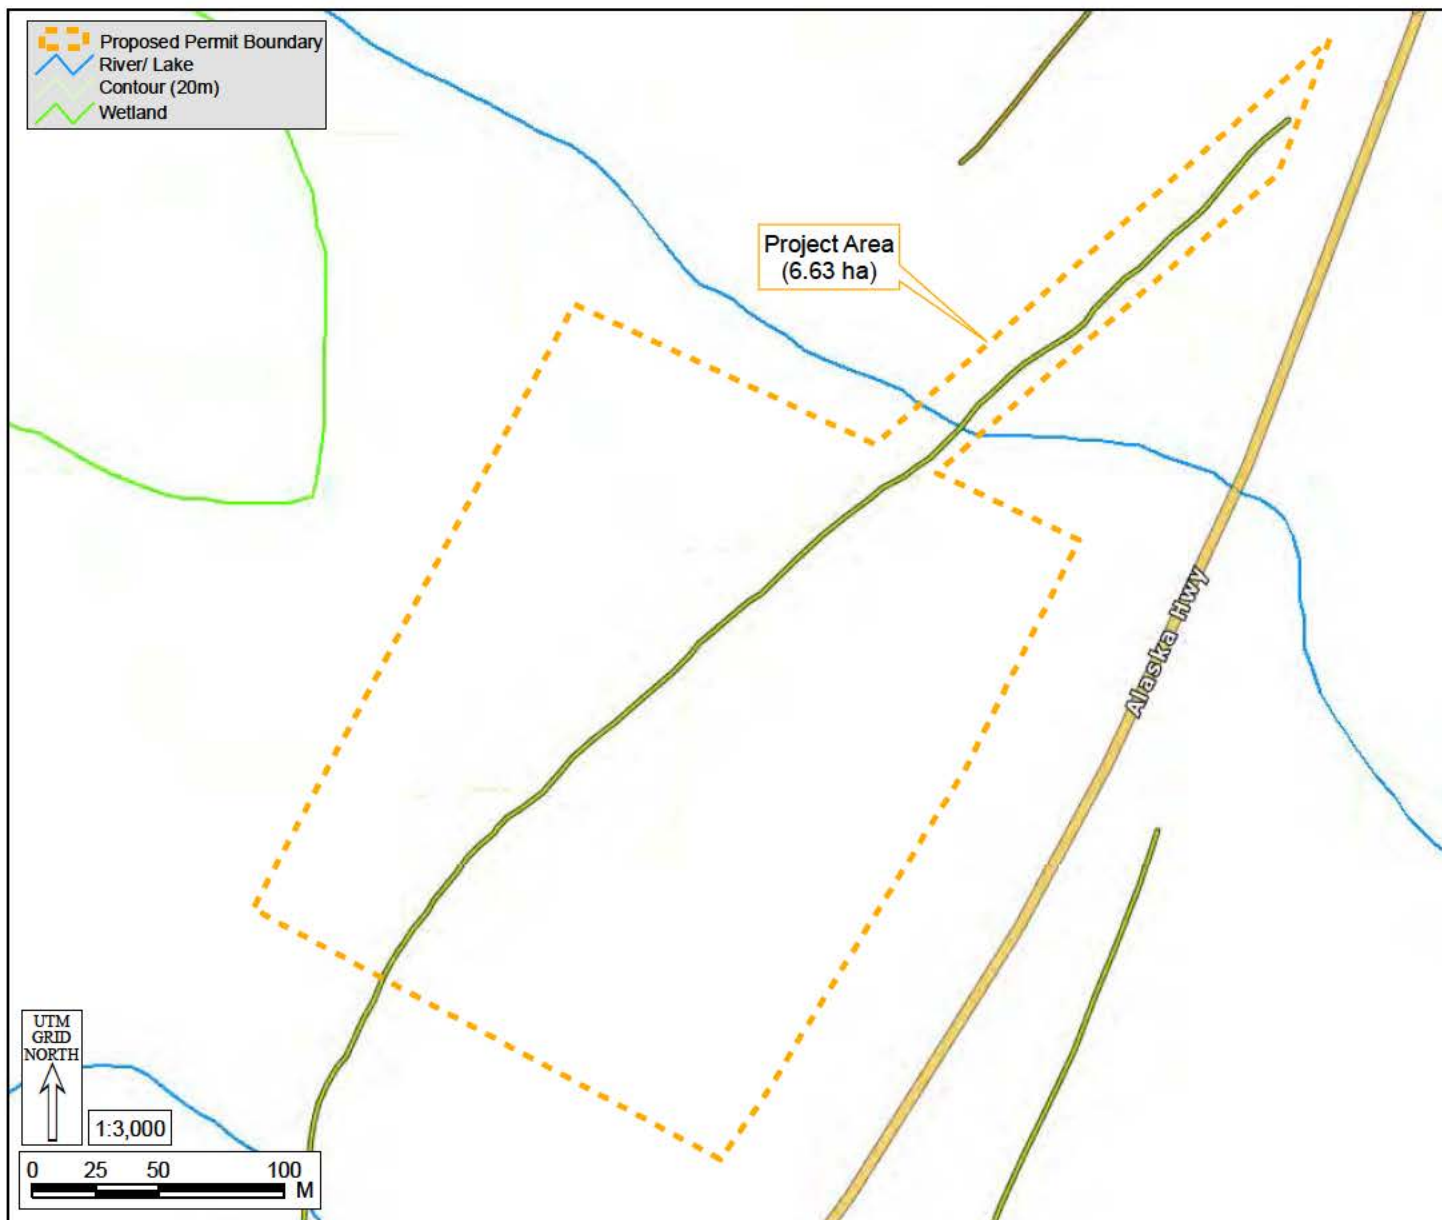 Proposed Permit Boundary
River/ Lake
Contour (20m)
Wetland
Project Area
(6.63 ha)
Alaska Hwy
UTM
GRID
NORTH
1:3,000
0 25 50 100
M